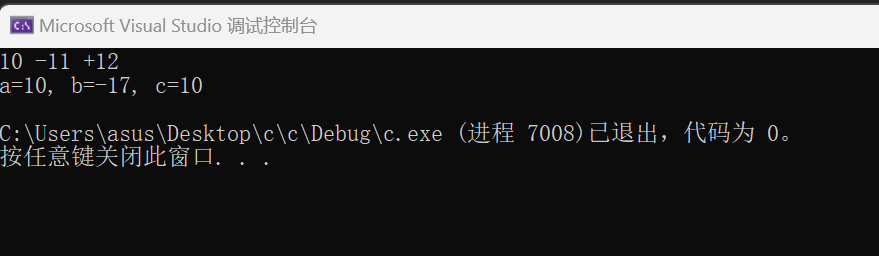 Microsoft Visual Studio 调试控制台
10 -11 +12
a=10, b=-17, c=10
C:\Users\asus\Desktop\c\c\Debug\c.exe (进程 7008)已退出，代码为 0。
按任意键关闭此窗口. . .